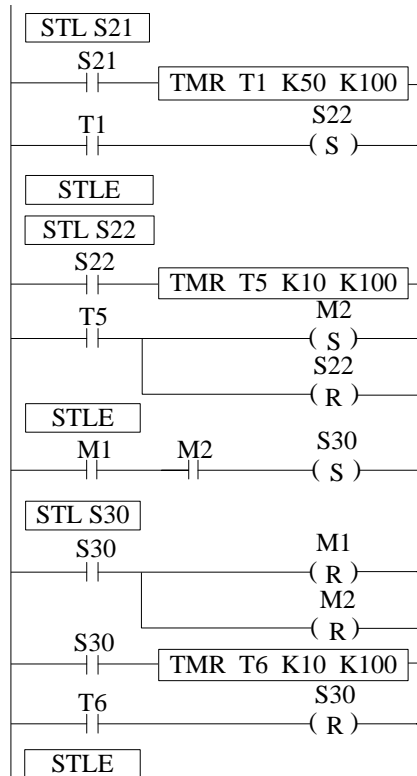 STL S21
S21
TMR T1 K50 K100
T1 S22
( S )
STLE
STL S22
S22
TMR T5 K10 K100
T5 M2
( S )
S22
( R )
STLE
M1 M2 S30
( S )
STL S30
S30 M1
( R )
M2
( R )
S30
TMR T6 K10 K100
T6 S30
( R )
STLE